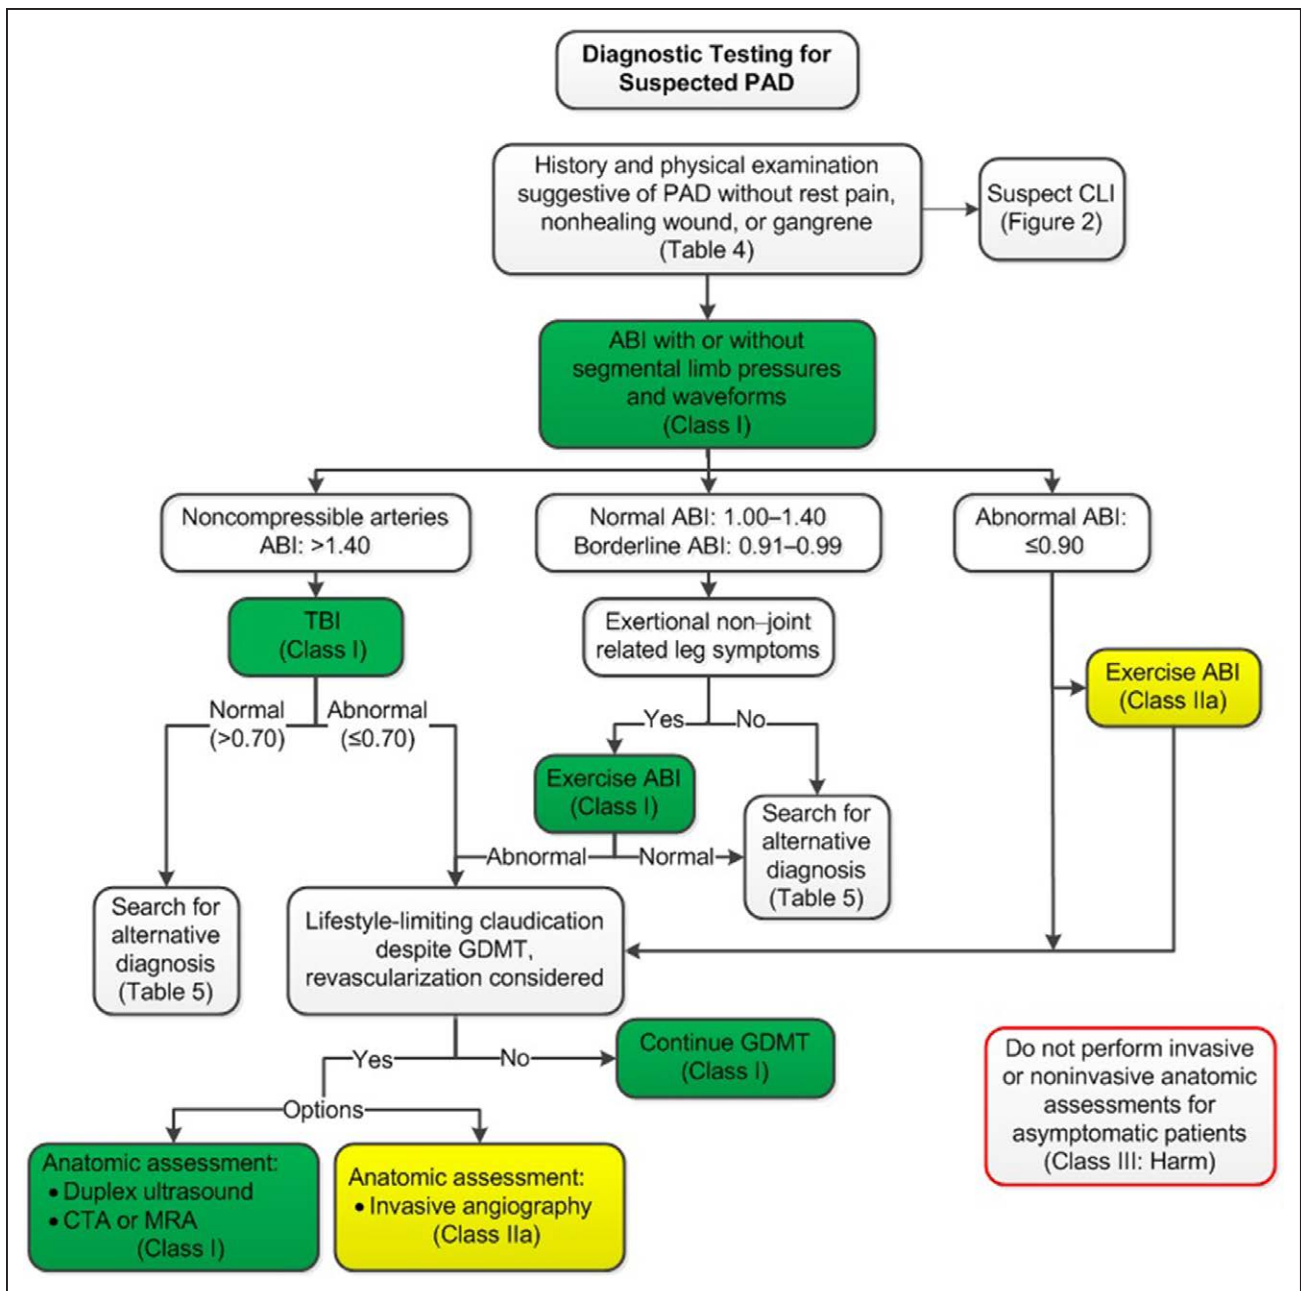 Diagnostic Testing for
Suspected PAD
History and physical examination
suggestive of PAD without rest pain,
nonhealing wound, or gangrene
(Table 4)
Suspect CLI
(Figure 2)
ABI with or without
segmental limb pressures
and waveforms
(Class I)
Noncompressible arteries
ABI: >1.40
Normal ABI: 1.00–1.40
Borderline ABI: 0.91–0.99
Abnormal ABI:
≤0.90
TBI
(Class I)
Exertional non–joint
related leg symptoms
Exercise ABI
(Class IIa)
Normal
(>0.70)
Abnormal
(≤0.70)
Yes
No
Exercise ABI
(Class I)
Search for
alternative
diagnosis
(Table 5)
Abnormal
Normal
Search for
alternative
diagnosis
(Table 5)
Lifestyle-limiting claudication
despite GDMT,
revascularization considered
Yes
No
Continue GDMT
(Class I)
Do not perform invasive
or noninvasive anatomic
assessments for
asymptomatic patients
(Class III: Harm)
Options
Anatomic assessment:
• Duplex ultrasound
• CTA or MRA
(Class I)
Anatomic assessment:
• Invasive angiography
(Class IIa)